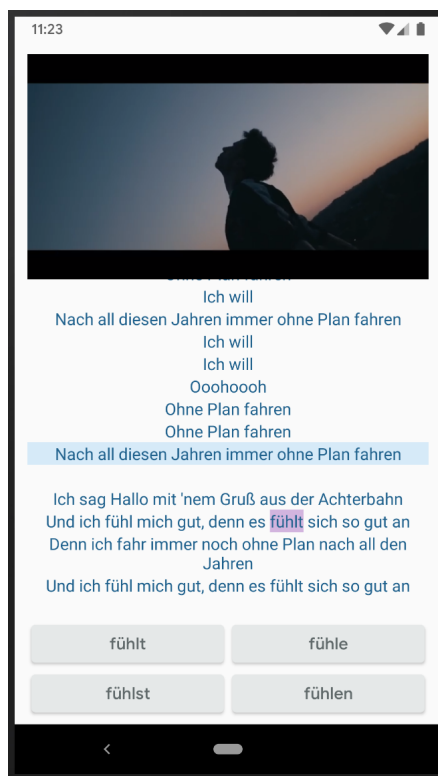 11:23
Ich will
Nach all diesen Jahren immer ohne Plan fahren
Ich will
Ich will
Ooohoooh
Ohne Plan fahren
Ohne Plan fahren
Nach all diesen Jahren immer ohne Plan fahren
Ich sag Hallo mit 'nem Gruß aus der Achterbahn
Und ich fühl mich gut, denn es fühlt sich so gut an
Denn ich fahr immer noch ohne Plan nach all den
Jahren
Und ich fühl mich gut, denn es fühlt sich so gut an
fühlt
fühle
fühlst
fühlen